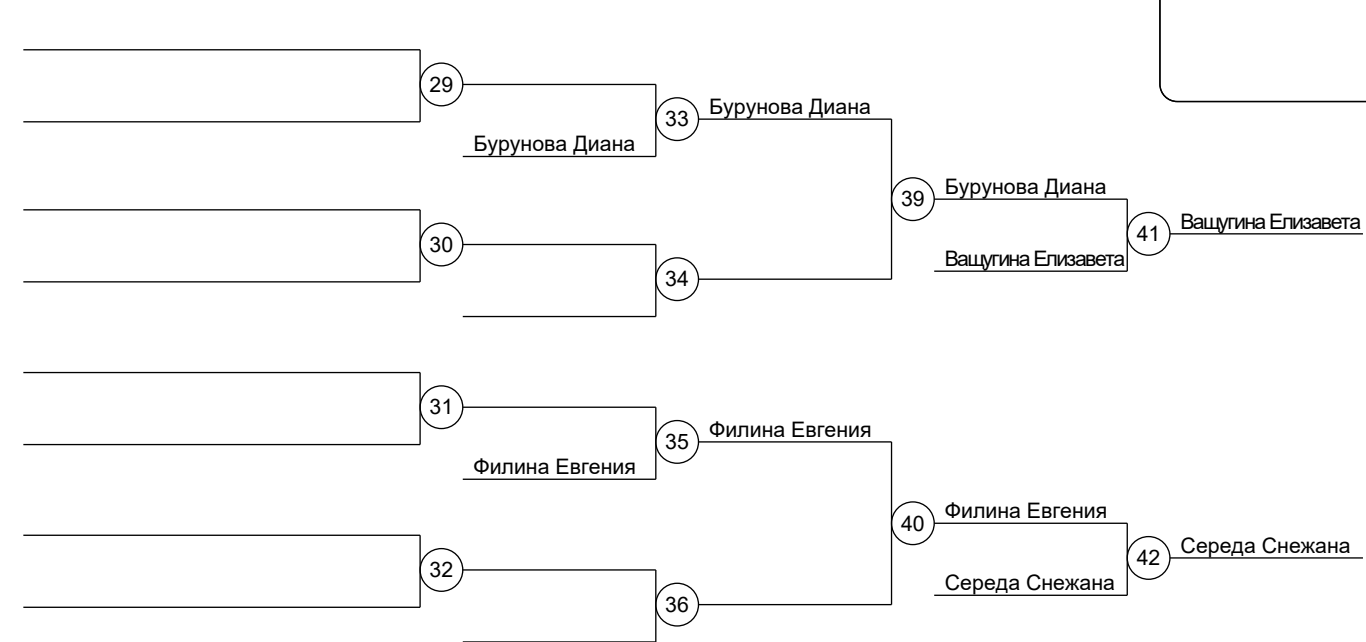 29
33
Бурунова Диана
Бурунова Диана
39
Бурунова Диана
30
34
41
Ващугина Елизавета
Ващугина Елизавета
31
35
Филина Евгения
Филина Евгения
40
Филина Евгения
32
36
42
Середа Снежана
Середа Снежана